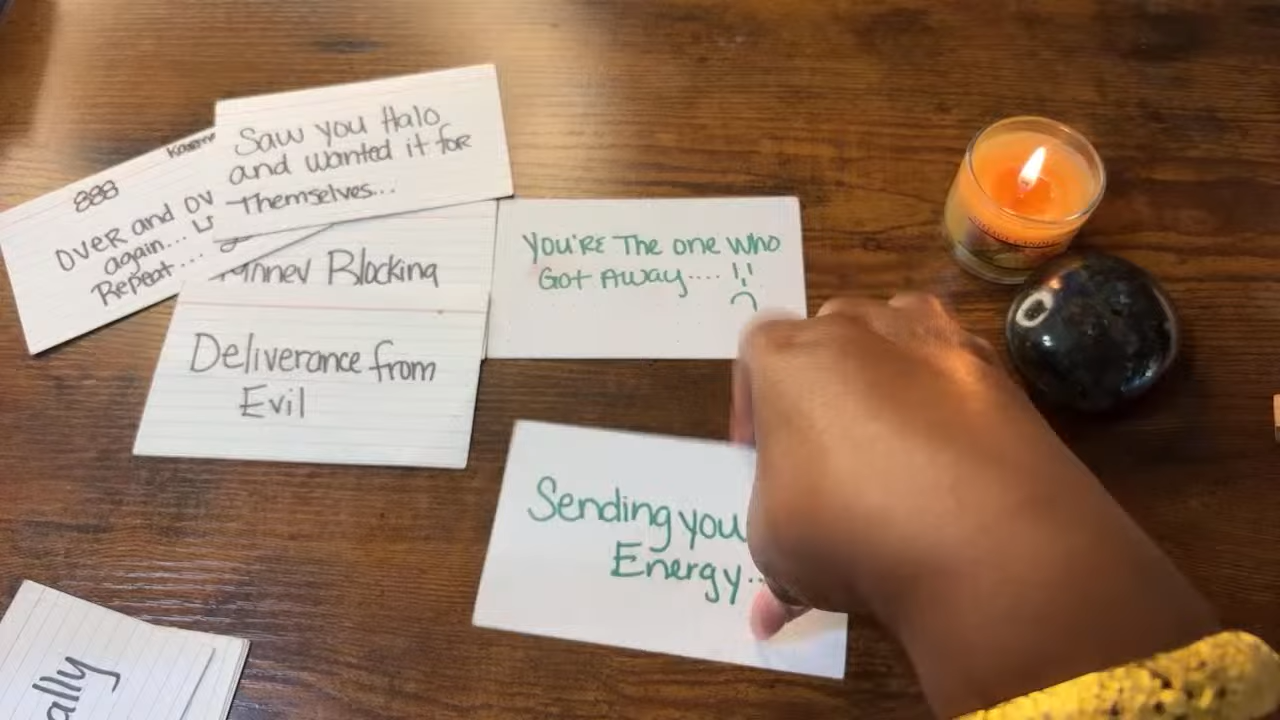 888
OVER and OV
again...
Repeat...
Saw you Halo
and wanted it for
Themselves...
Blocking
Deliverance from
Evil
YOU'RE The one who
Got Away....
Sending you
Energy..
ally